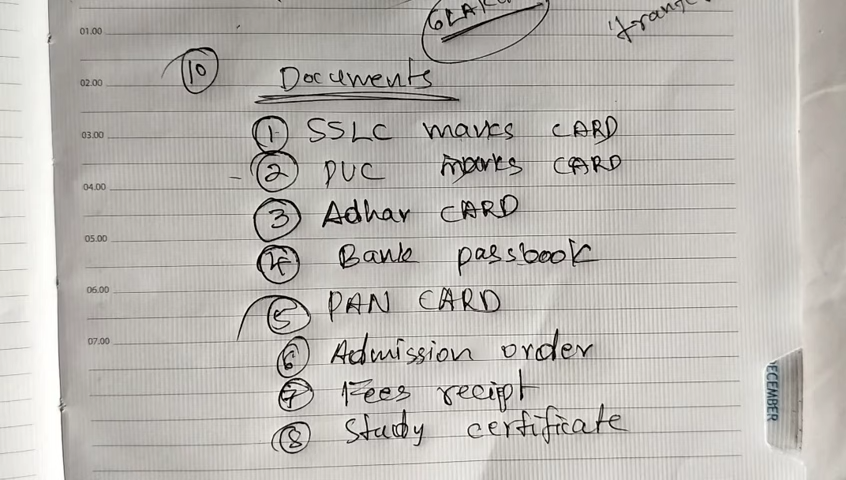 01.00
10
Documents
02.00
1 SSLC marks CARD
03.00
2 PUC marks CARD
04.00
3 Adhar CARD
05.00
4 Bank passbook
06.00
5 PAN CARD
07.00
6 Admission order
7 Fees recipt
8 Study certificate
DECEMBER